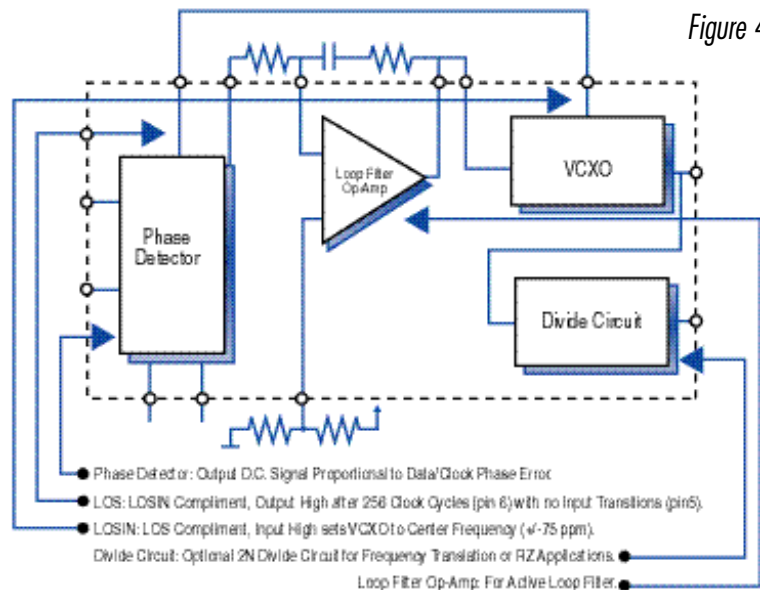 Figure 4
Loop Filter
Op-Amp
VCXO
Phase
Detector
Divide Circuit
Phase Detector: Output D.C. Signal Proportional to Data/Clock Phase Error.
LOS: LOSIN Compliment, Output High after 256 Clock Cycles (pin 6) with no Input Transitions (pin5).
LOSIN: LOS Compliment, Input High sets VCXO to Center Frequency (+/-75 ppm).
Divide Circuit: Optional 2N Divide Circuit for Frequency Translation or RZ Applications.
Loop Filter Op-Amp: For Active Loop Filter.